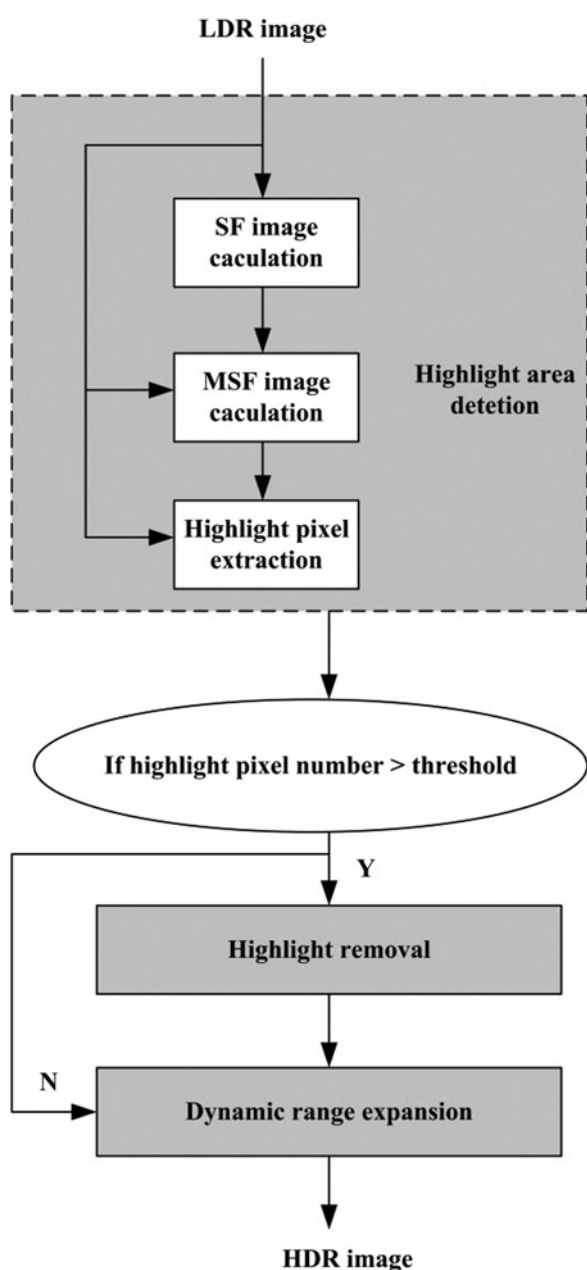 LDR image
SF image
caculation
MSF image
caculation
Highlight area
detetion
Highlight pixel
extraction
If highlight pixel number > threshold
Y
Highlight removal
N
Dynamic range expansion
HDR image